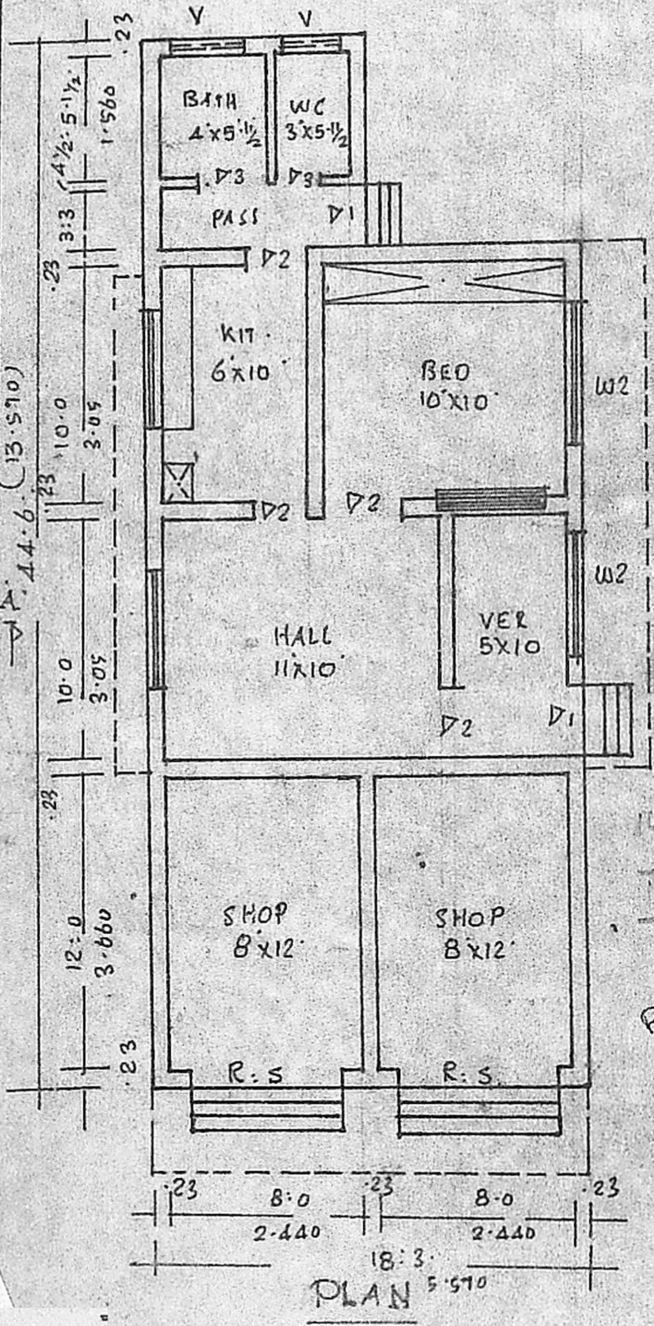 V
V
.23
BATH
4'x5'·1½
WC
3'x5·1½
5·1½
4½"
1·560
D3
D3
3:3
PASS
D1
D2
.23
KIT
6'x10'
BED
10'x10'
W2
10·0
3·05
.23
D2
D2
A
44·6· (13·570)
HALL
11x10'
VER
5x10
W2
10·0
3·05
D2
D1
.23
SHOP
8'x12'
SHOP
8'x12'
12:0
3·660
.23
R:S
R:S.
.23
8:0
.23
8·0
.23
2·440
2·440
18:3·
5·570
PLAN